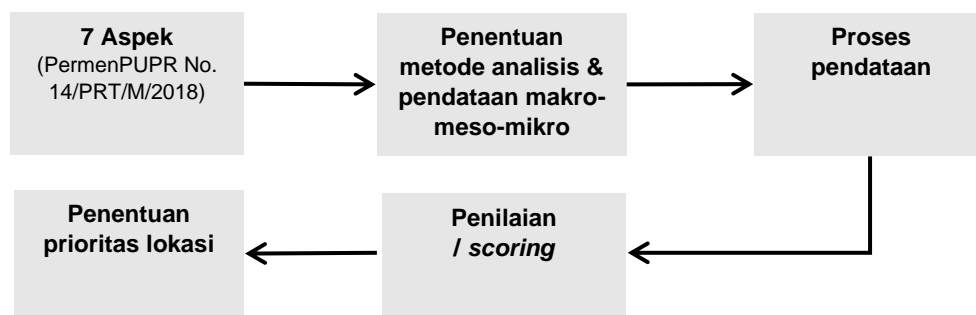 7 Aspek
(PermenPUPR No.
14/PRT/M/2018)
Penentuan
metode analisis &
pendataan makro-
meso-mikro
Proses
pendataan
Penilaian
/ scoring
Penentuan
prioritas lokasi